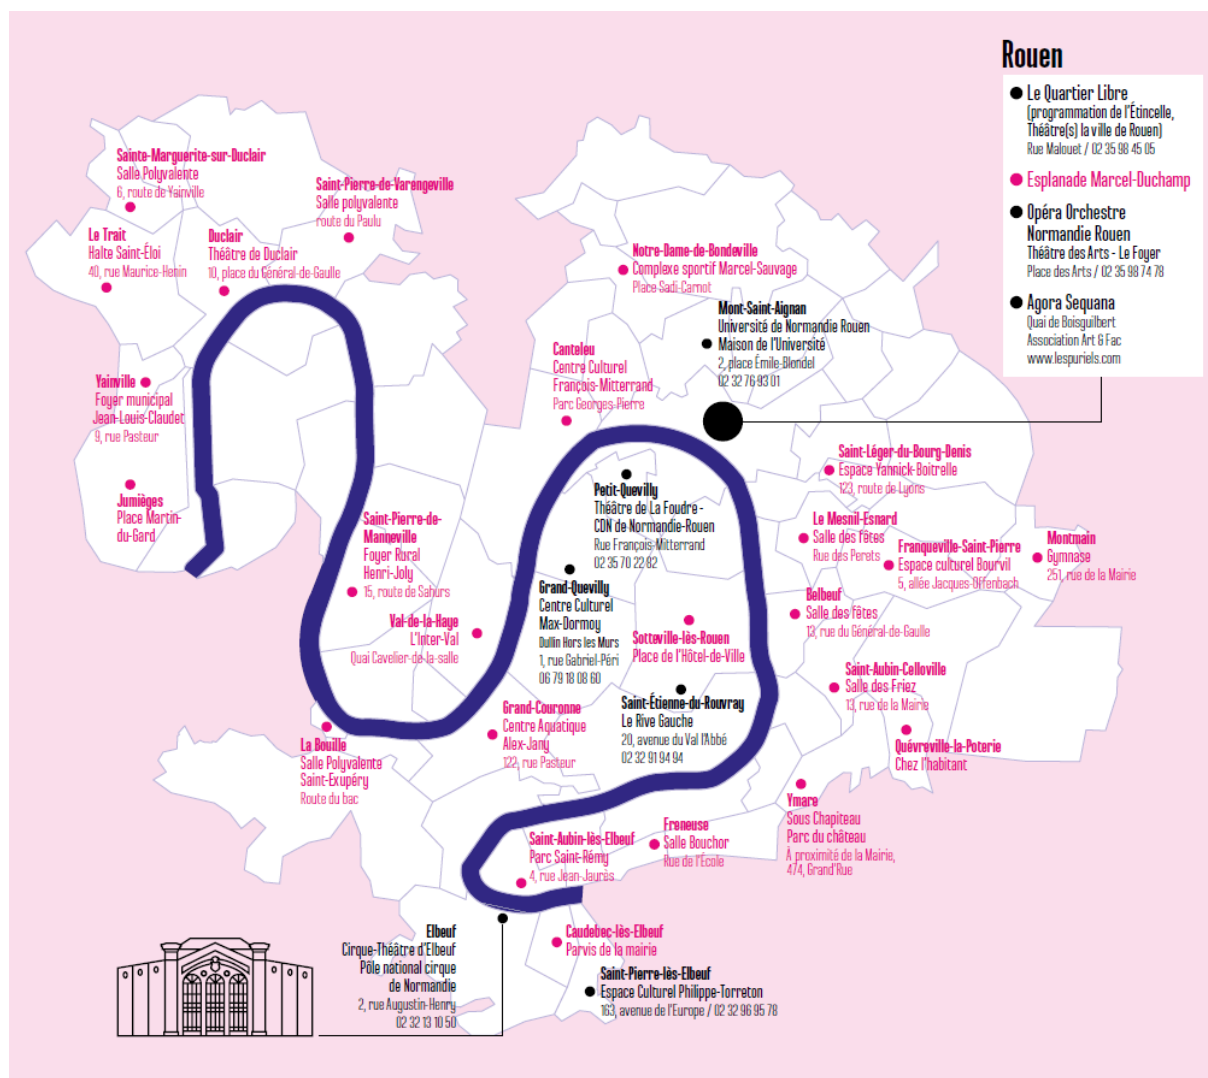 Rouen
Le Quartier Libre
(programmation de l'Étincelle,
Théâtre(s) la ville de Rouen)
Rue Malouet / 02 35 98 45 05
Esplanade Marcel-Duchamp
Opéra Orchestre
Normandie Rouen
Théâtre des Arts - Le Foyer
Place des Arts / 02 35 98 74 78
Agora Sequana
Quai de Boisguilbert
Association Art & Fac
www.lespuriels.com
Sainte-Marguerite-sur-Duclair
Salle Polyvalente
6, route de Yainville
Saint-Pierre-de-Varengeville
Salle polyvalente
route du Paulu
Le Trait
Halte Saint-Éloi
40, rue Maurice-Henin
Duclair
Théâtre de Duclair
10, place du Général-de-Gaulle
Notre-Dame-de-Bondeville
Complexe sportif Marcel-Sauvage
Place Sadi-Carnot
Mont-Saint-Aignan
Université de Normandie Rouen
Maison de l'Université
2, place Émile-Blondel
02 32 76 93 01
Canteleu
Centre Culturel
François-Mitterrand
Parc Georges-Pierre
Yainville
Foyer municipal
Jean-Louis-Claudet
9, rue Pasteur
Jumièges
Place Martin-
du-Gard
Saint-Léger-du-Bourg-Denis
Espace Yannick-Boitrelle
123, route de Lyons
Petit-Quevilly
Théâtre de La Foudre -
CDN de Normandie-Rouen
Rue François-Mitterrand
02 35 70 22 82
Saint-Pierre-de-
Manneville
Foyer Rural
Henri-Joly
15, route de Sahurs
Le Mesnil-Esnard
Salle des fêtes
Rue des Perets
Franqueville-Saint-Pierre
Espace culturel Bourvil
5, allée Jacques-Offenbach
Montmain
Gymnase
251, rue de la Mairie
Grand-Quevilly
Centre Culturel
Max-Dormoy
Dullin Hors les Murs
1, rue Gabriel-Péri
06 79 18 08 60
Belbeuf
Salle des fêtes
13, rue du Général-de-Gaulle
Val-de-la-Haye
L'Inter-Val
Quai Cavelier-de-la-salle
Sotteville-lès-Rouen
Place de l'Hôtel-de-Ville
Saint-Aubin-Celloville
Salle des Friez
13, rue de la Mairie
Saint-Étienne-du-Rouvray
Le Rive Gauche
20, avenue du Val l'Abbé
02 32 91 94 94
Grand-Couronne
Centre Aquatique
Alex-Jany
122, rue Pasteur
Quévreville-la-Poterie
Chez l'habitant
La Bouille
Salle Polyvalente
Saint-Exupéry
Route du bac
Ymare
Sous Chapiteau
Parc du château
À proximité de la Mairie,
474, Grand'Rue
Saint-Aubin-lès-Elbeuf
Parc Saint-Rémy
4, rue Jean-Jaurès
Freneuse
Salle Bouchor
Rue de l'École
Elbeuf
Cirque-Théâtre d'Elbeuf
Pôle national cirque
de Normandie
2, rue Augustin-Henry
02 32 13 10 50
Caudebec-lès-Elbeuf
Parvis de la mairie
Saint-Pierre-lès-Elbeuf
Espace Culturel Philippe-Torreton
163, avenue de l'Europe / 02 32 96 95 78